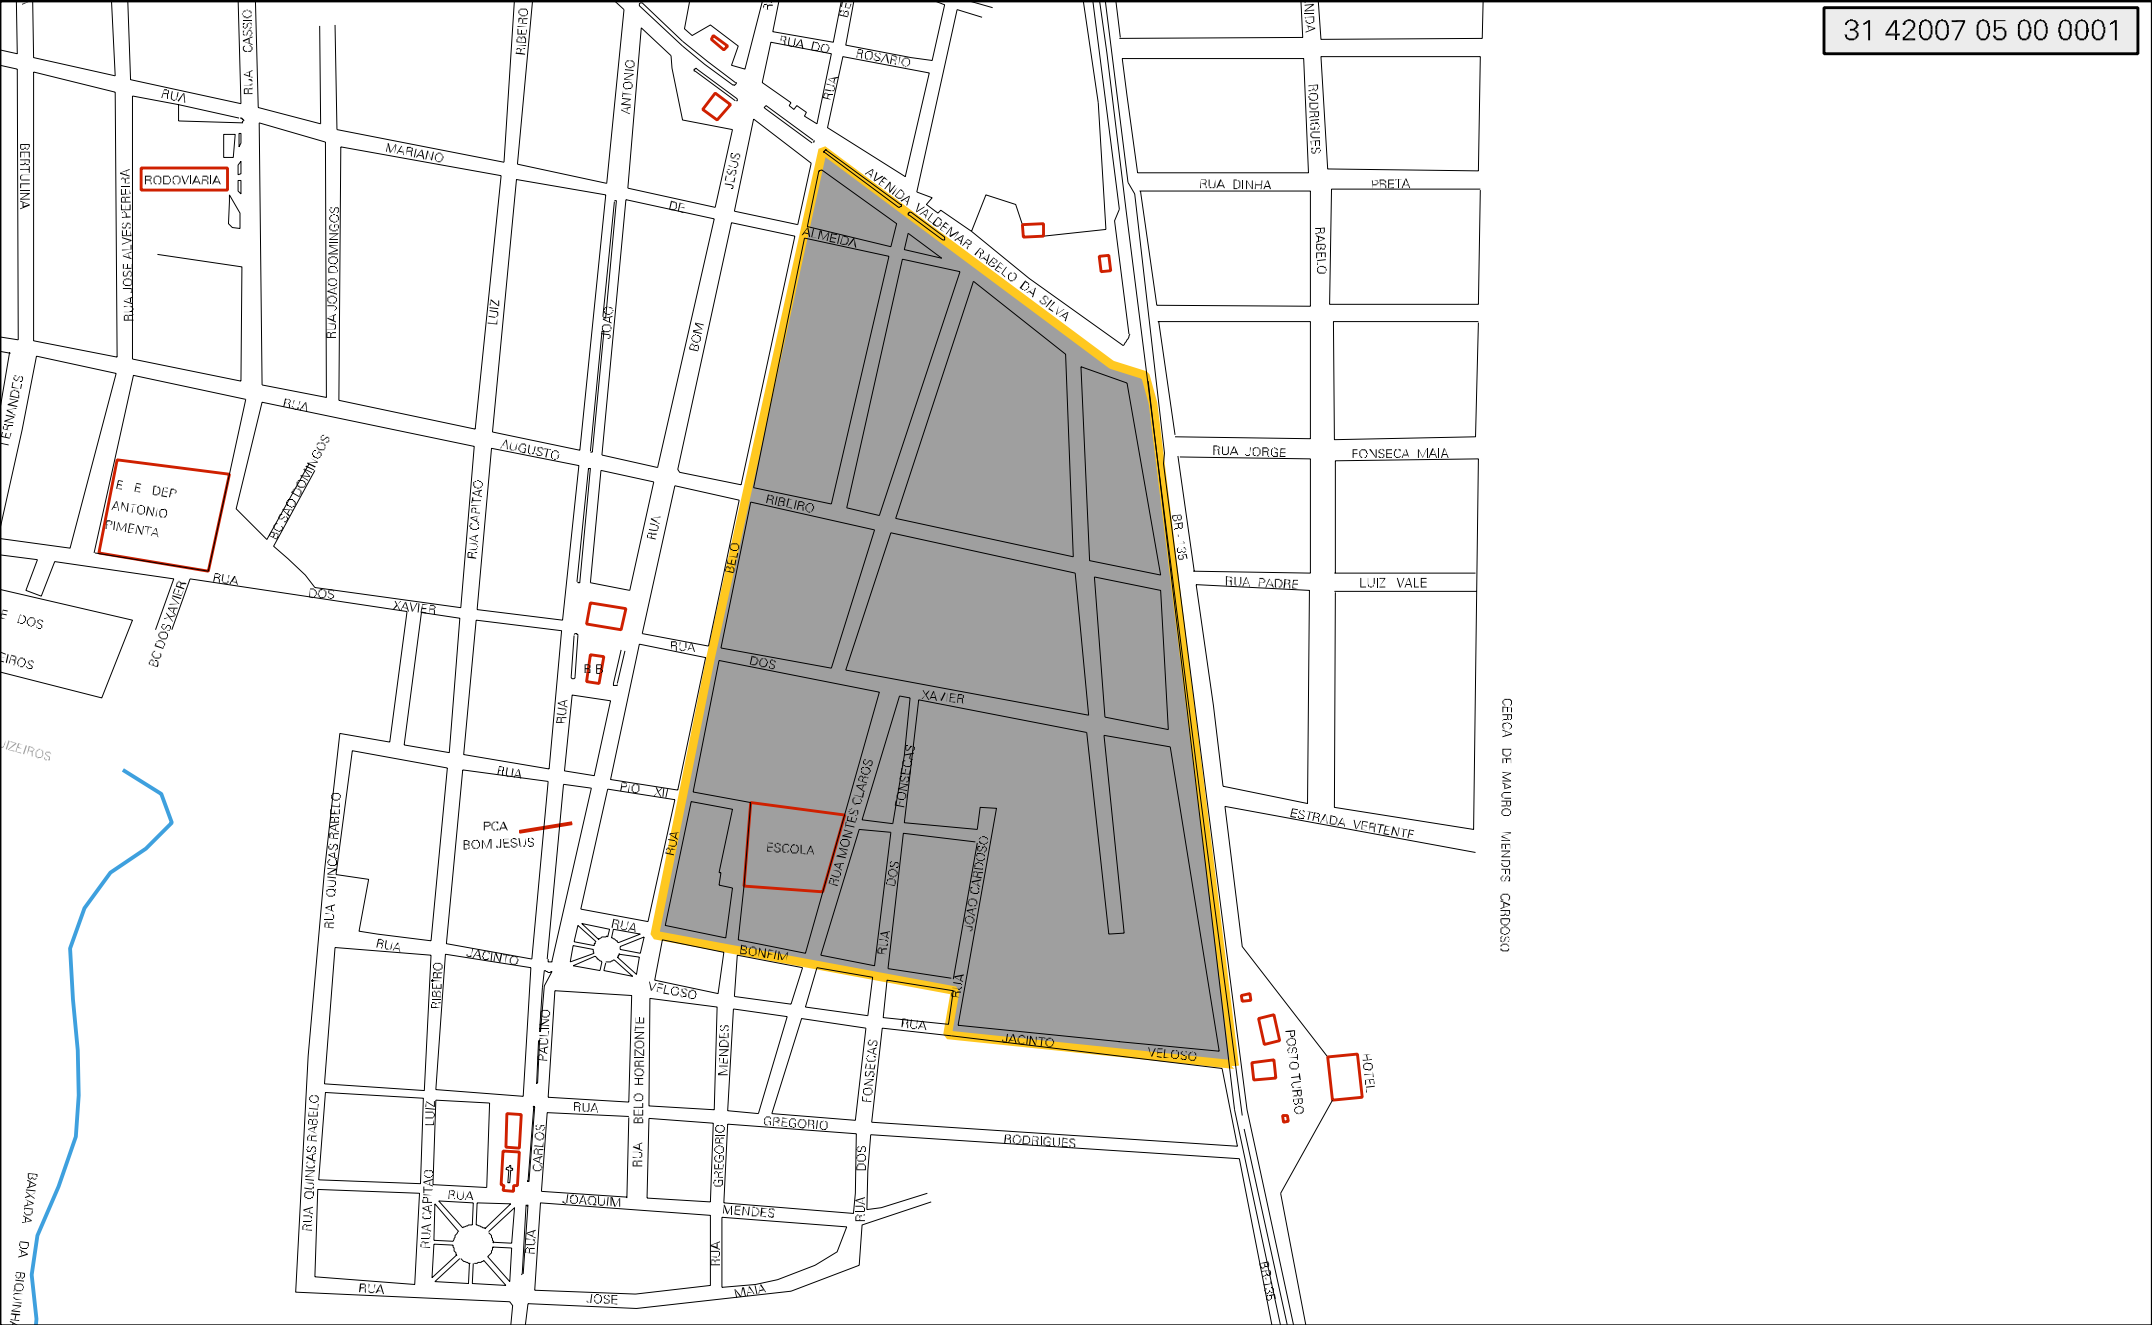 31 42007 05 00 0001
RUA CASSIO
RIBEIRO
ANTONIO
RUA DO
ROSARIO
RUA
RUA
BERTULINA
RUA JOSE ALVES PEREIRA
RODOVIARIA
RUA JOAO DOMINGOS
MARIANO
DE
JESUS
ALMEIDA
AVENIDA VALDEMAR RABELO DA SILVA
RODRIGUES
RUA DINHA
PRETA
RABELO
LUIZ
JOAO
BOM
FERNANDES
RUA
AUGUSTO
RIBEIRO
RUA JORGE
FONSECA MAIA
BC SAO DOMINGOS
E E DEP
ANTONIO
PIMENTA
RUA CAPITAO
RUA
BELO
BR - 135
RUA PADRE
LUIZ VALE
RUA
DOS
XAVIER
BC DOS XAVIER
E DOS
EIROS
UIZEIROS
RUA
DOS
XAVIER
B B
RUA
RUA
PIO XII
FONSECAS
RUA MONTES CLAROS
ESCOLA
RUA
DOS
RUA
JOAO CARDOSO
RUA
PCA
BOM JESUS
RUA QUINCAS RABELO
ESTRADA VERTENTE
CERCA DE MAURO MENDES CARDOSO
RUA
JACINTO
RUA
BONFIM
VELOSO
RUA
JACINTO
VELOSO
RIBEIRO
PAULINO
BELO HORIZONTE
MENDES
FONSECAS
POSTO TURBO
HOTEL
RUA QUINCAS RABELO
LUIZ
RUA
GREGORIO
RODRIGUES
CARLOS
RUA
GREGORIO
DOS
RUA
RUA CAPITAO
RUA
JOAQUIM
MENDES
RUA
RUA
RUA
JOSE
MAIA
BR-135
BAIXADA DA BIQUINHA